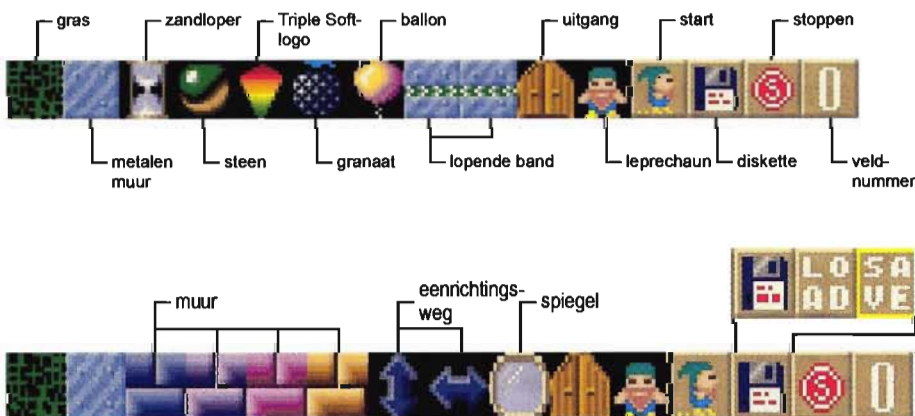 gras
zandloper
Triple Soft-
logo
ballon
uitgang
start
stoppen
metalen
muur
steen
granaat
lopende band
leprechaun
diskette
veld-
nummer
S
0
muur
eenrichtings-
weg
spiegel
LO
AD
SA
VE
S
0